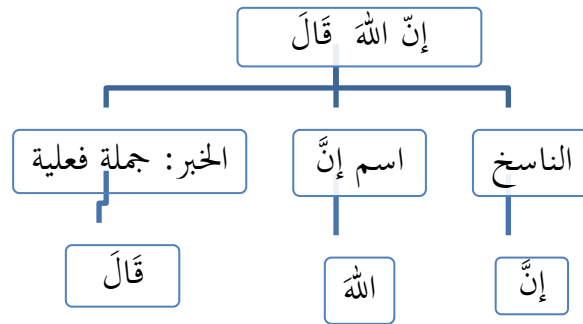 إنّ اللهَ قَالَ
الناسخ
اسم إنَّ
الخبر: جملة فعلية
إنَّ
اللهَ
قَالَ